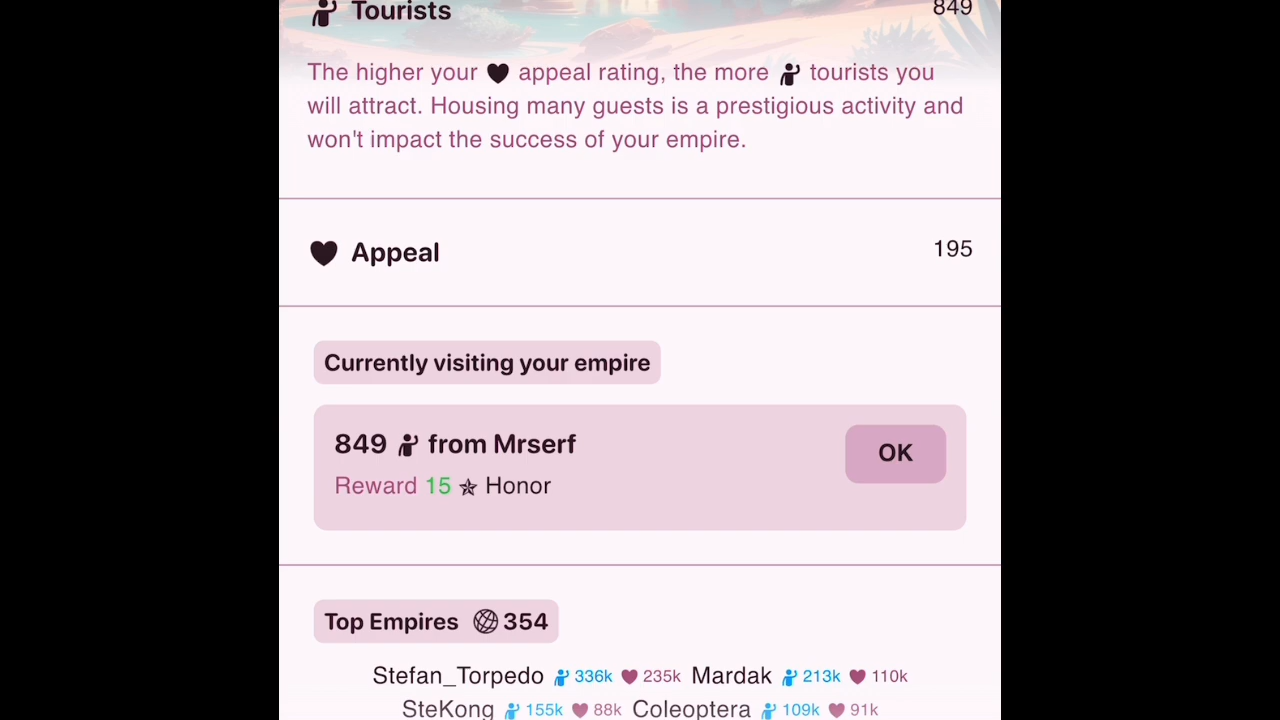 Tourists 849
The higher your appeal rating, the more tourists you
will attract. Housing many guests is a prestigious activity and
won't impact the success of your empire.
Appeal 195
Currently visiting your empire
849 from Mrserf
OK
Reward 15 Honor
Top Empires 354
Stefan_Torpedo 336k 235k Mardak 213k 110k
SteKong 155k 88k Coleoptera 109k 91k